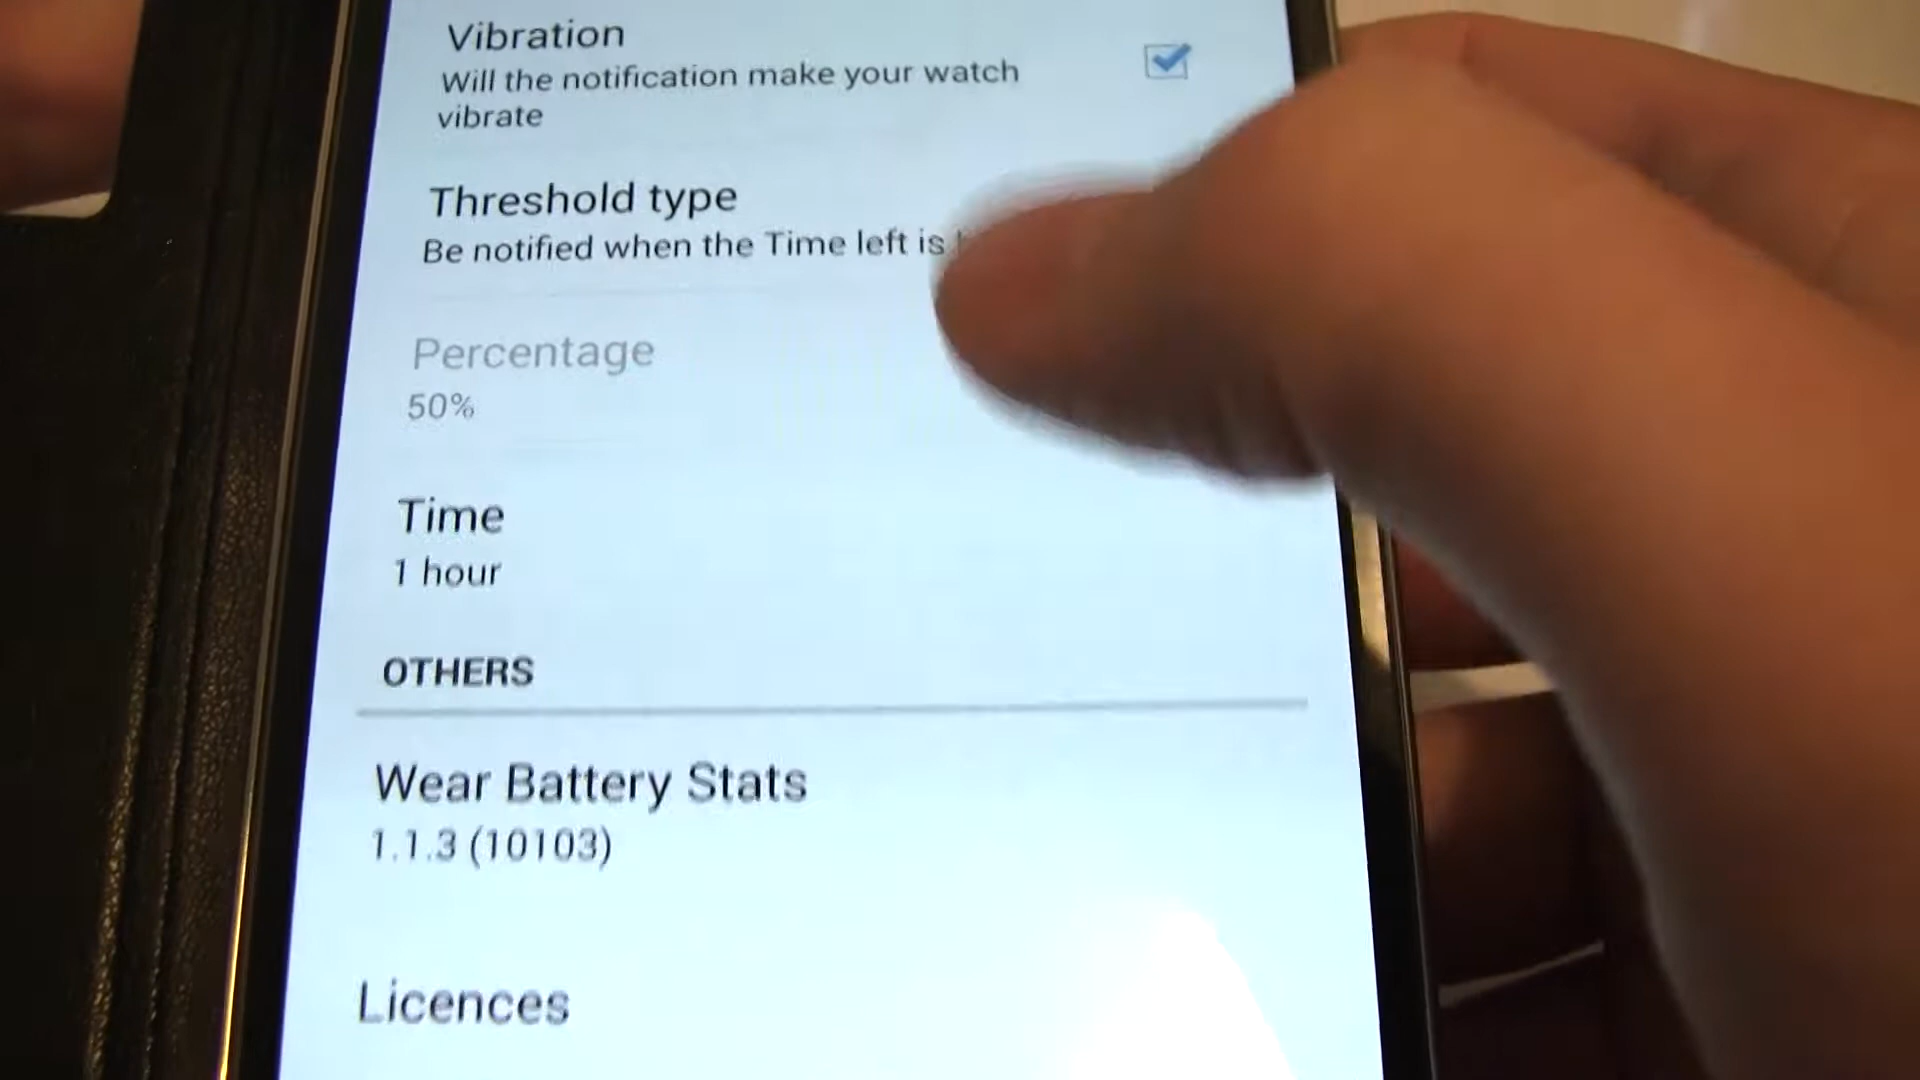 Vibration
Will the notification make your watch
vibrate
Threshold type
Be notified when the Time left is
Percentage
50%
Time
1 hour
OTHERS
Wear Battery Stats
1.1.3 (10103)
Licences